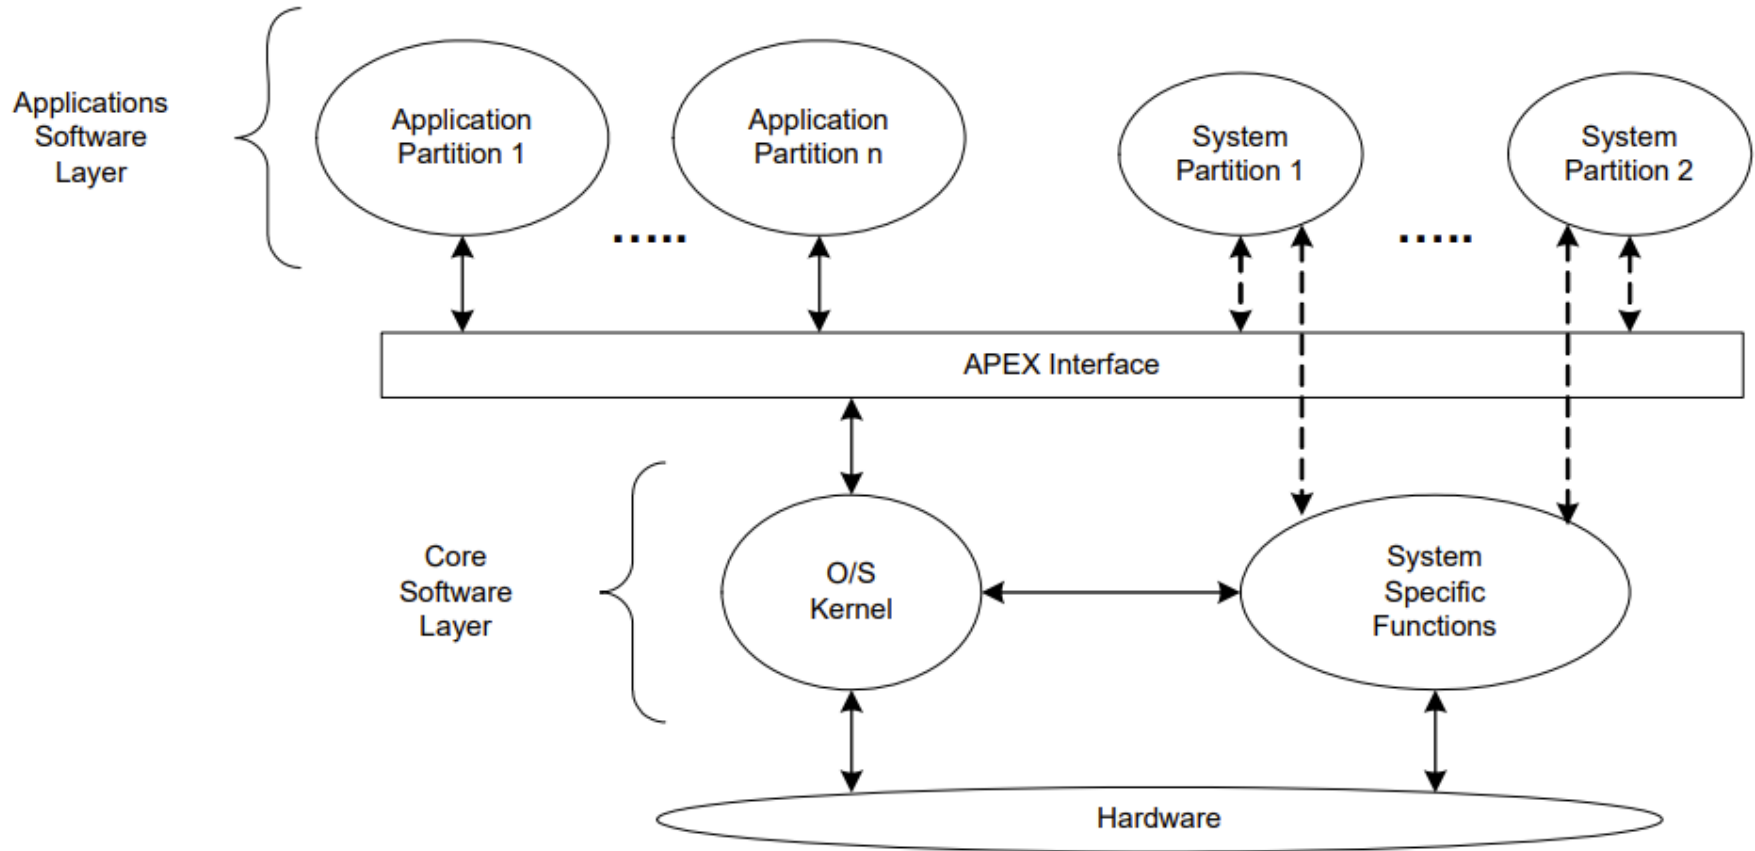 Applications
Software
Layer
Application
Partition 1
.....
Application
Partition n
System
Partition 1
.....
System
Partition 2
APEX Interface
Core
Software
Layer
O/S
Kernel
System
Specific
Functions
Hardware